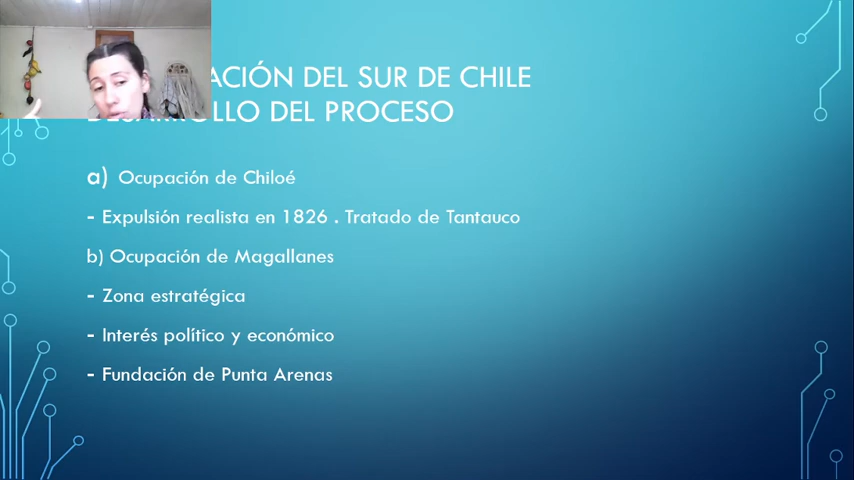 ACIÓN DEL SUR DE CHILE
DEL PROCESO
a) Ocupación de Chiloé
- Expulsión realista en 1826 . Tratado de Tantauco
b) Ocupación de Magallanes
- Zona estratégica
- Interés político y económico
- Fundación de Punta Arenas